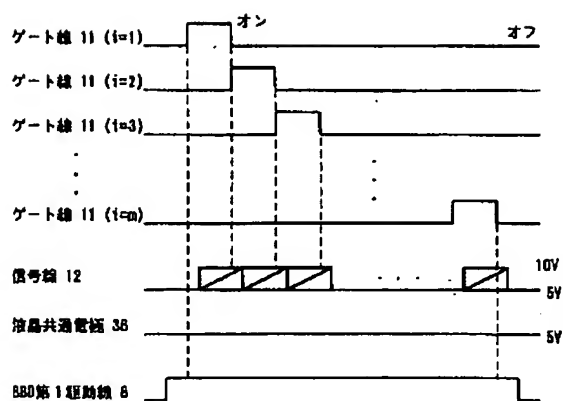 オン
オフ
ゲート線 11 (i=1)
ゲート線 11 (i=2)
ゲート線 11 (i=3)
ゲート線 11 (i=m)
信号線 12
10V
5V
液晶共通電極 36
5V
BBD第1駆動線 8